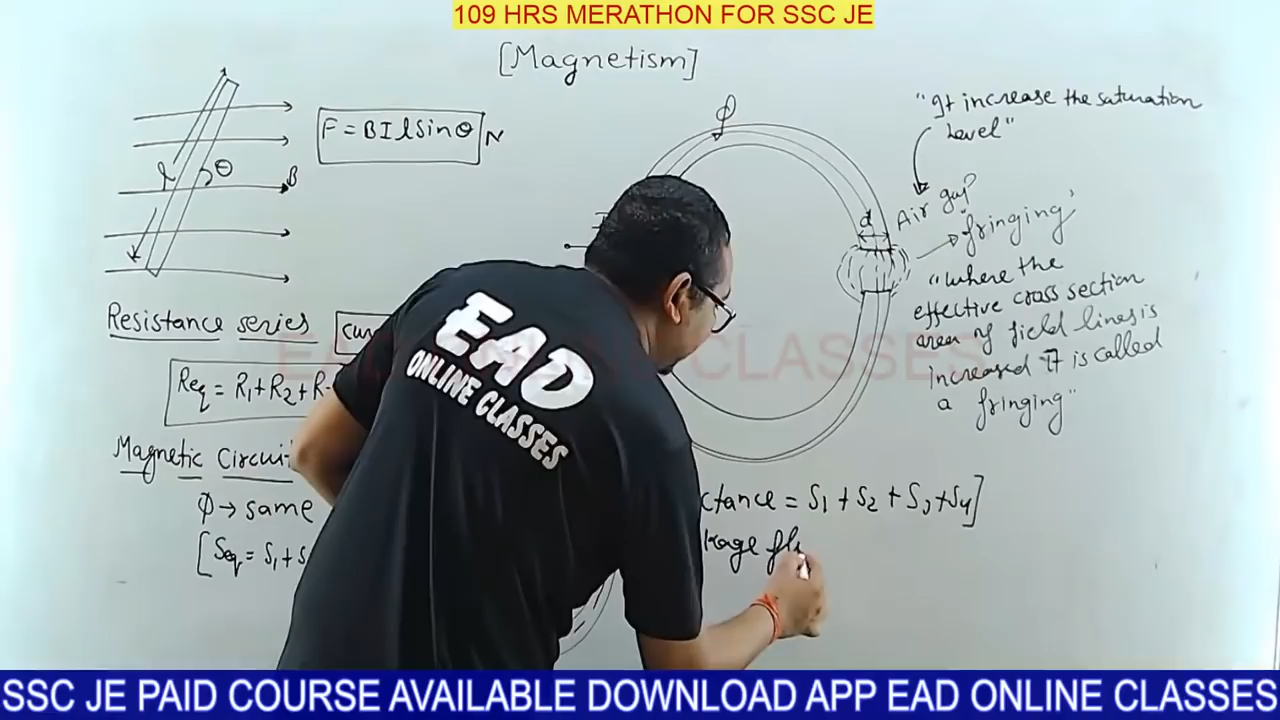 109 HRS MERATHON FOR SSC JE
[Magnetism]
F = BIlSinθ N
l
θ
B
φ
"It increase the saturation
level"
Air gap
d
fringing
"Where the
effective cross section
area of field lines is
increased it is called
a fringing"
Resistance series
Req = R1+R2+R
Magnetic Circuit
φ → same
[Seq = S1+S
ctance = S1 + S2 + S3 + S4]
kage fl
EAD
ONLINE CLASSES
SSC JE PAID COURSE AVAILABLE DOWNLOAD APP EAD ONLINE CLASSES